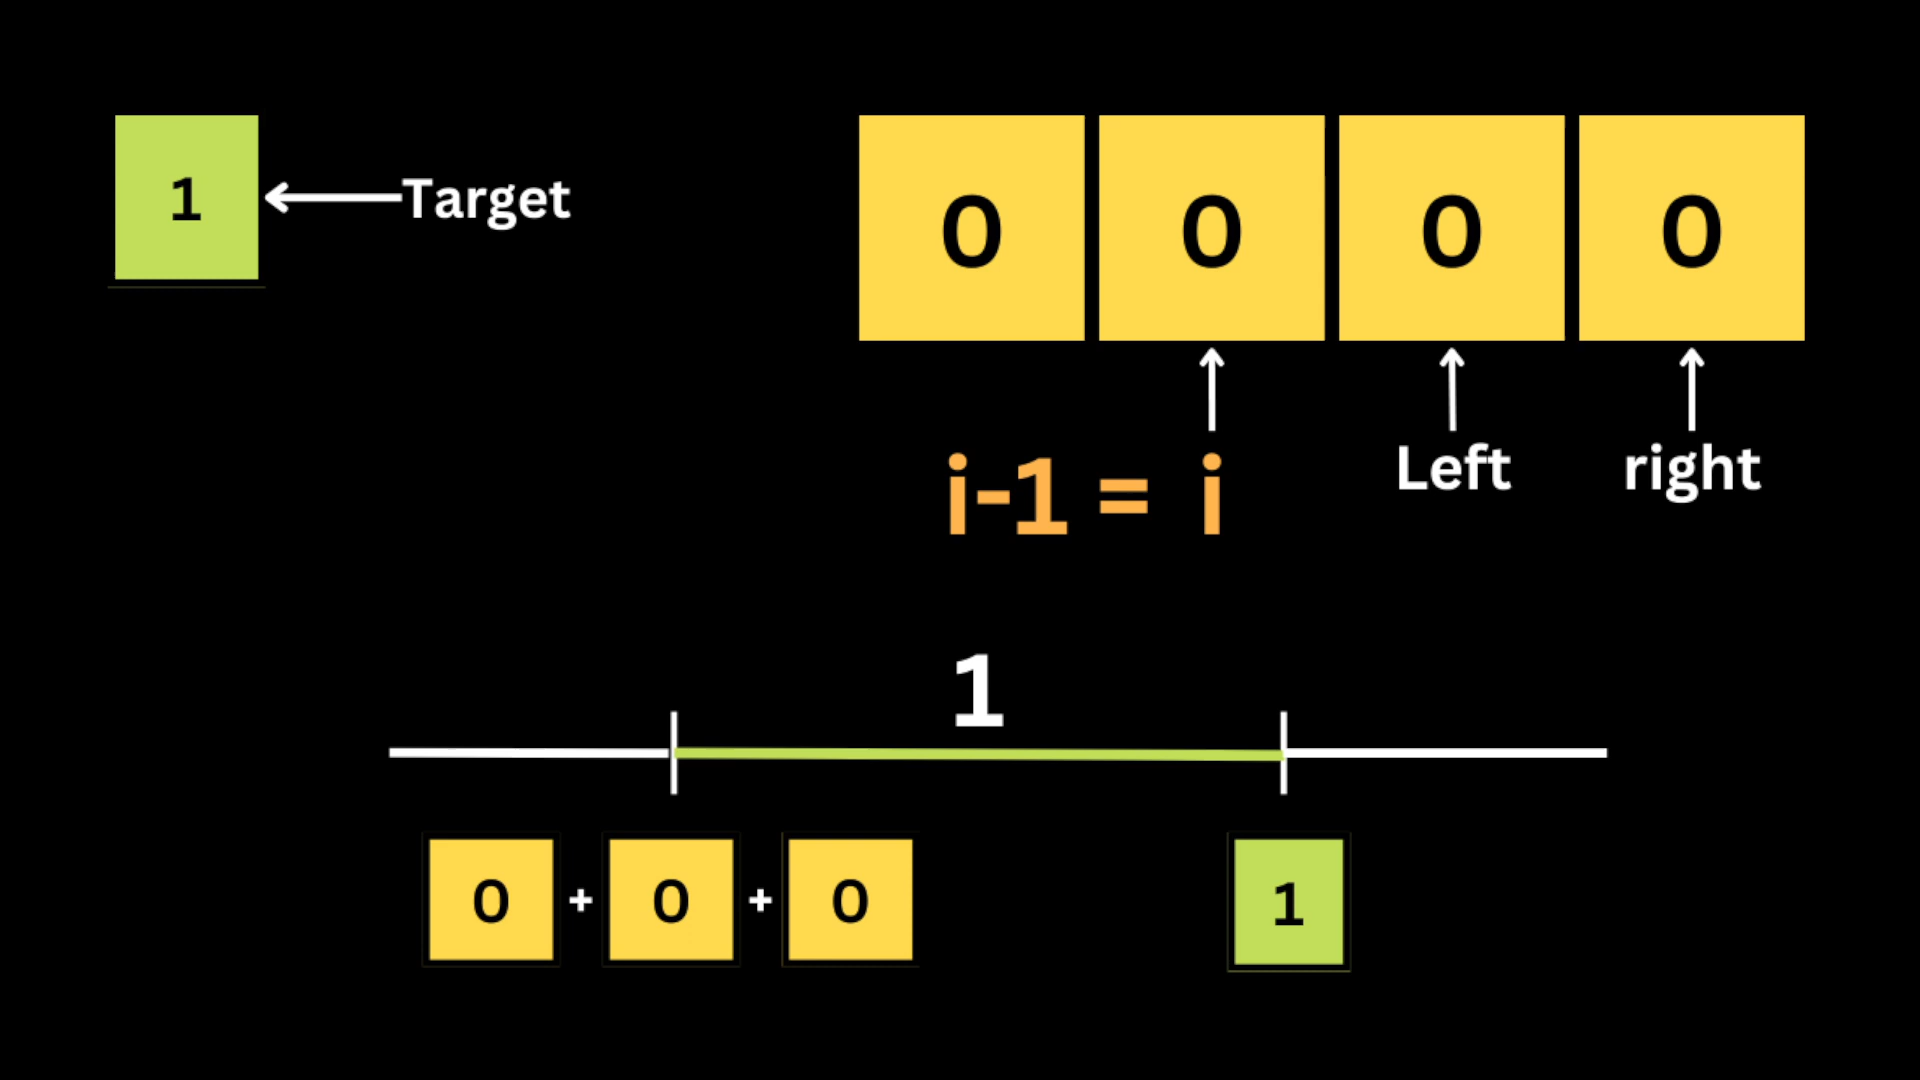 1 Target
0 0 0 0
i-1 = i Left right
1
0 + 0 + 0 1